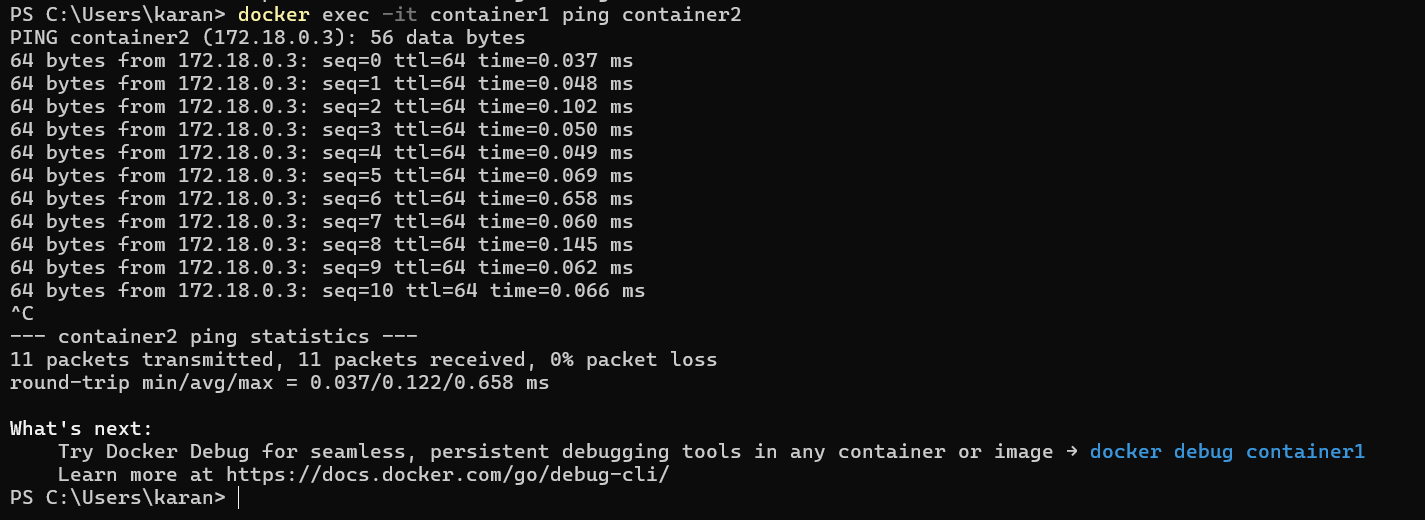 PS C:\Users\karan> docker exec -it container1 ping container2
PING container2 (172.18.0.3): 56 data bytes
64 bytes from 172.18.0.3: seq=0 ttl=64 time=0.037 ms
64 bytes from 172.18.0.3: seq=1 ttl=64 time=0.048 ms
64 bytes from 172.18.0.3: seq=2 ttl=64 time=0.102 ms
64 bytes from 172.18.0.3: seq=3 ttl=64 time=0.050 ms
64 bytes from 172.18.0.3: seq=4 ttl=64 time=0.049 ms
64 bytes from 172.18.0.3: seq=5 ttl=64 time=0.069 ms
64 bytes from 172.18.0.3: seq=6 ttl=64 time=0.658 ms
64 bytes from 172.18.0.3: seq=7 ttl=64 time=0.060 ms
64 bytes from 172.18.0.3: seq=8 ttl=64 time=0.145 ms
64 bytes from 172.18.0.3: seq=9 ttl=64 time=0.062 ms
64 bytes from 172.18.0.3: seq=10 ttl=64 time=0.066 ms
^C
--- container2 ping statistics ---
11 packets transmitted, 11 packets received, 0% packet loss
round-trip min/avg/max = 0.037/0.122/0.658 ms

What's next:
    Try Docker Debug for seamless, persistent debugging tools in any container or image → docker debug container1
    Learn more at https://docs.docker.com/go/debug-cli/
PS C:\Users\karan>